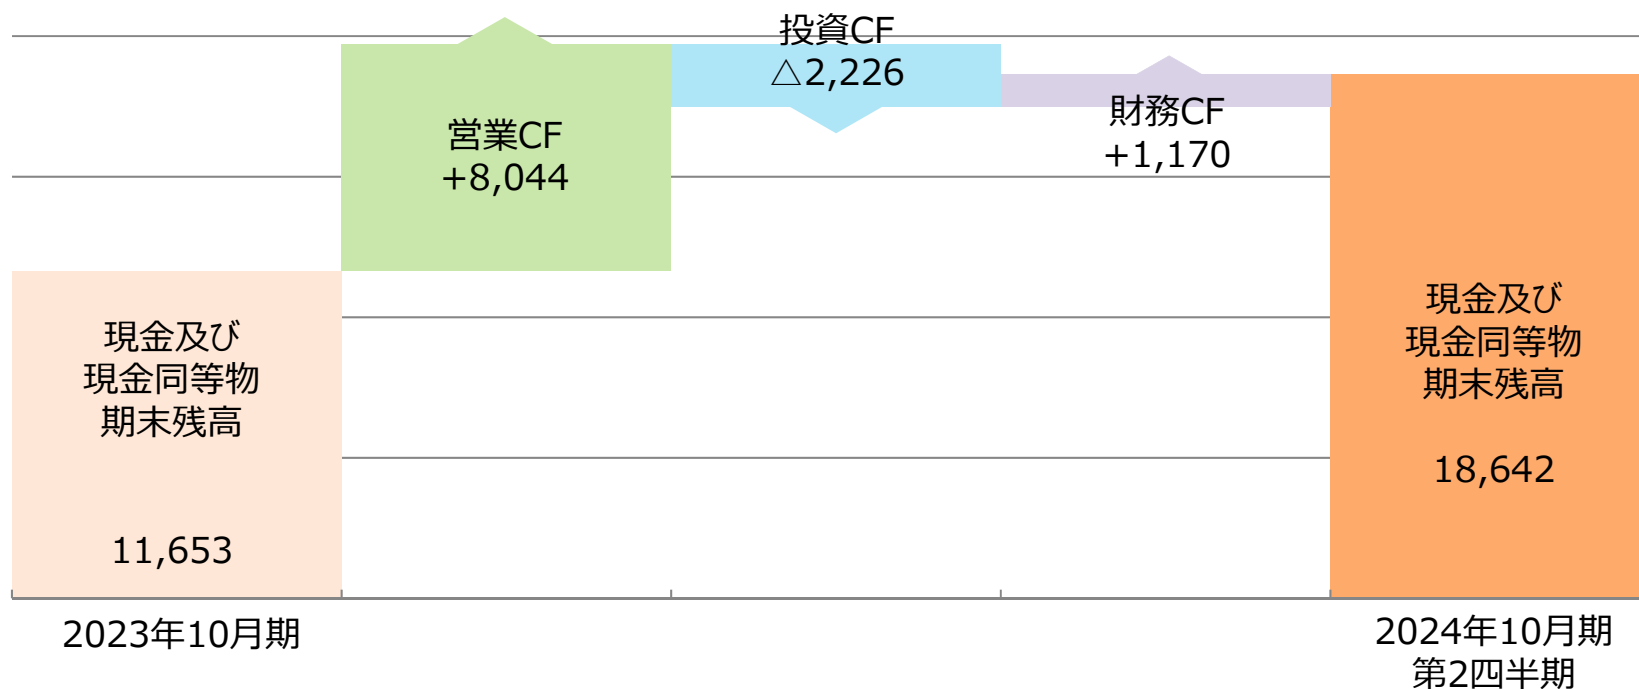 投資CF
△2,226
営業CF
+8,044
財務CF
+1,170
現金及び
現金同等物
期末残高
11,653
現金及び
現金同等物
期末残高
18,642
2023年10月期
2024年10月期
第2四半期